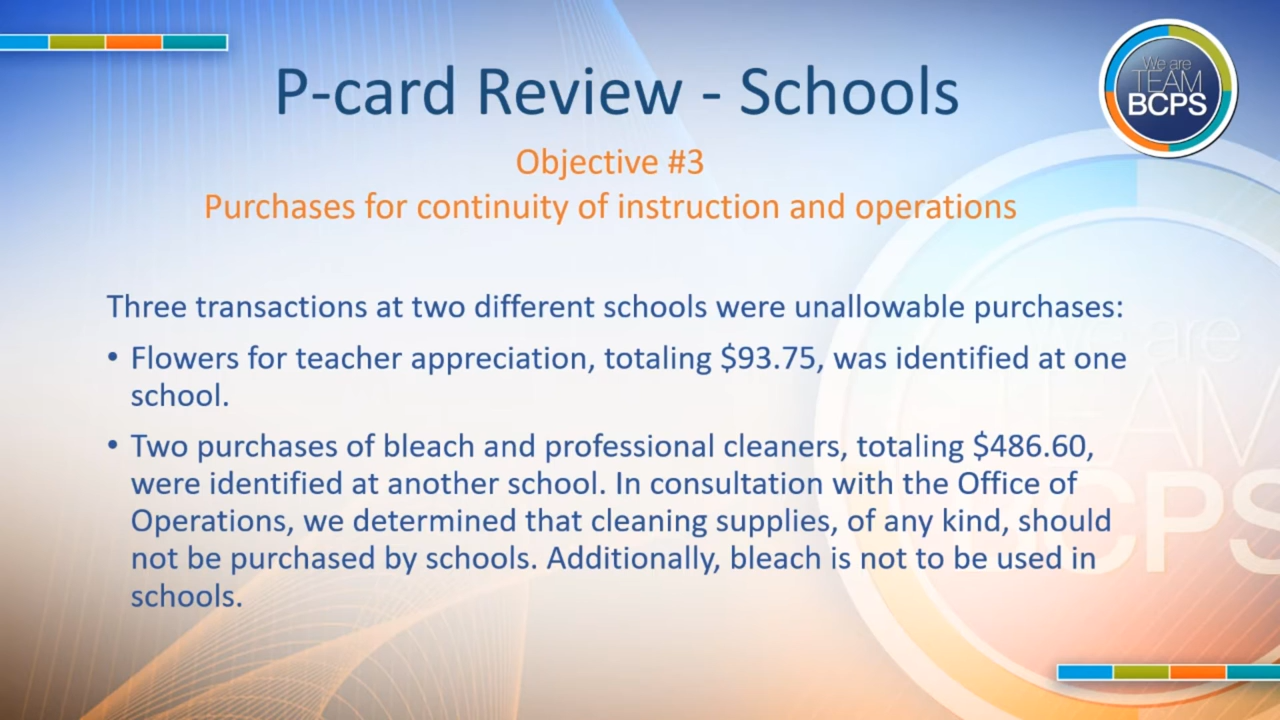 We are
TEAM
BCPS
P-card Review - Schools
Objective #3
Purchases for continuity of instruction and operations
Three transactions at two different schools were unallowable purchases:
• Flowers for teacher appreciation, totaling $93.75, was identified at one
school.
• Two purchases of bleach and professional cleaners, totaling $486.60,
were identified at another school. In consultation with the Office of
Operations, we determined that cleaning supplies, of any kind, should
not be purchased by schools. Additionally, bleach is not to be used in
schools.
We are
TEAM
BCPS